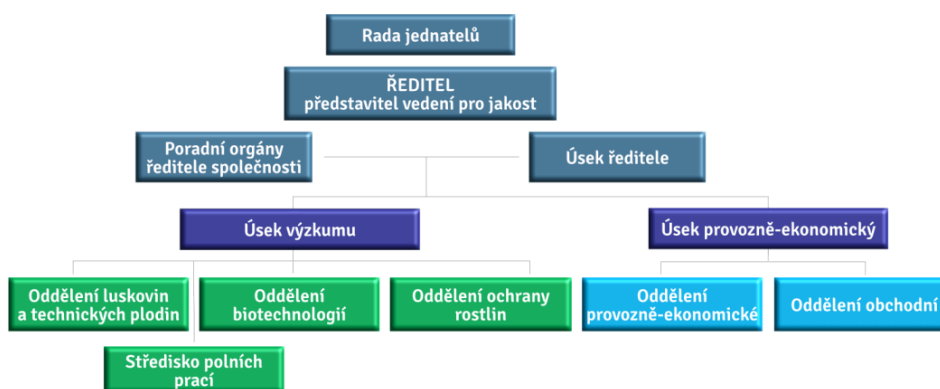 Rada jednatelů
ŘEDITEL
představitel vedení pro jakost
Poradní orgány
ředitele společnosti
Úsek ředitele
Úsek výzkumu
Úsek provozně-ekonomický
Oddělení luskovin
a technických plodin
Oddělení
biotechnologií
Oddělení ochrany
rostlin
Oddělení
provozně-ekonomické
Oddělení obchodní
Středisko polních
prací